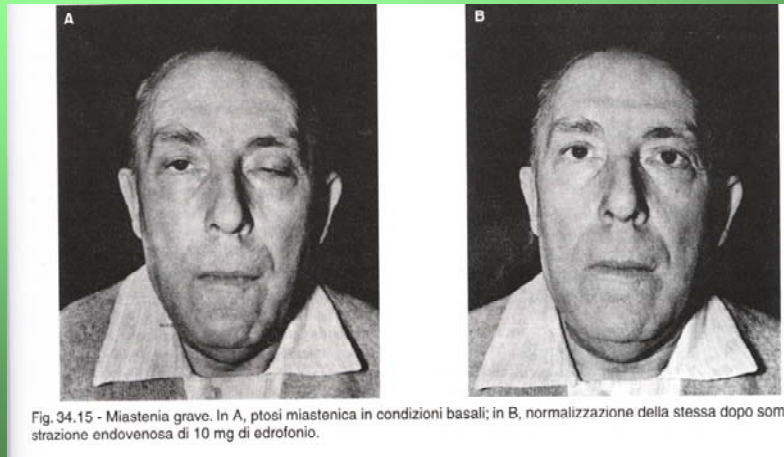 A
B
Fig. 34.15 - Miastenia grave. In A, ptosi miastenica in condizioni basali; in B, normalizzazione della stessa dopo som
strazione endovenosa di 10 mg di edrofonio.